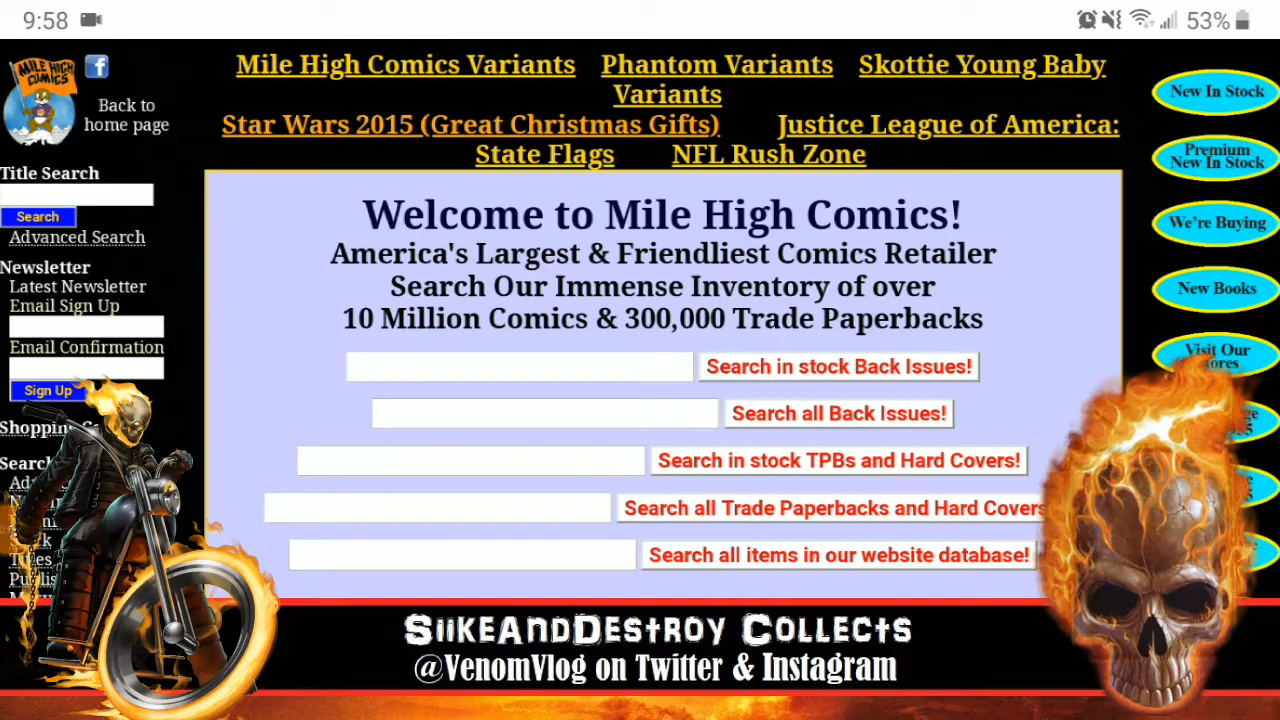 9:58
53%
MILE HIGH
COMICS
Back to
home page
Mile High Comics Variants Phantom Variants Skottie Young Baby
Variants
Star Wars 2015 (Great Christmas Gifts) Justice League of America:
State Flags NFL Rush Zone
Title Search
Search
Advanced Search
Newsletter
Latest Newsletter
Email Sign Up
Email Confirmation
Sign Up
Welcome to Mile High Comics!
America's Largest & Friendliest Comics Retailer
Search Our Immense Inventory of over
10 Million Comics & 300,000 Trade Paperbacks
Search in stock Back Issues!
Search all Back Issues!
Search in stock TPBs and Hard Covers!
Search all Trade Paperbacks and Hard Covers
Search all items in our website database!
New In Stock
Premium
New In Stock
We're Buying
New Books
Visit Our
SiikeAndDestroy Collects
@VenomVlog on Twitter & Instagram